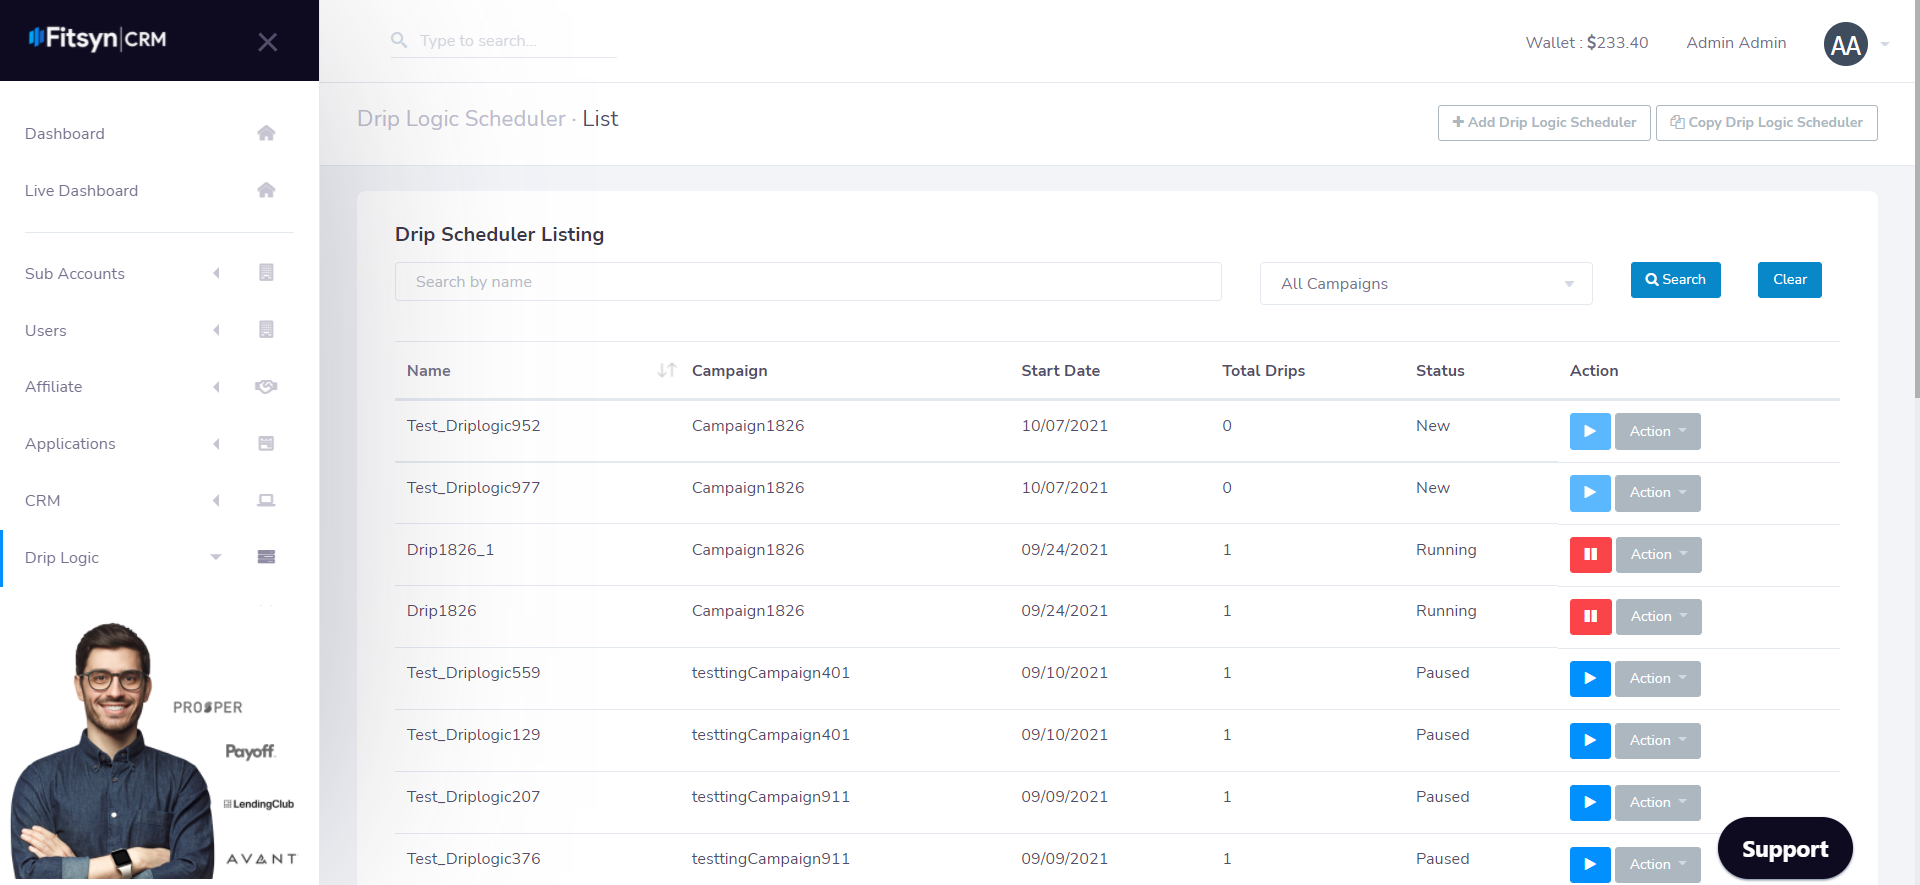 Fitsyn|CRM
Type to search...
Wallet : $233.40
Admin Admin
AA
Drip Logic Scheduler · List
Add Drip Logic Scheduler
Copy Drip Logic Scheduler
Dashboard
Live Dashboard
Sub Accounts
Users
Affiliate
Applications
CRM
Drip Logic
PROSPER
Payoff
LendingClub
AVANT
Drip Scheduler Listing
Search by name
All Campaigns
Search
Clear
Name Campaign Start Date Total Drips Status Action
Test_Driplogic952 Campaign1826 10/07/2021 0 New Action
Test_Driplogic977 Campaign1826 10/07/2021 0 New Action
Drip1826_1 Campaign1826 09/24/2021 1 Running Action
Drip1826 Campaign1826 09/24/2021 1 Running Action
Test_Driplogic559 testtingCampaign401 09/10/2021 1 Paused Action
Test_Driplogic129 testtingCampaign401 09/10/2021 1 Paused Action
Test_Driplogic207 testtingCampaign911 09/09/2021 1 Paused Action
Test_Driplogic376 testtingCampaign911 09/09/2021 1 Paused Action
Support